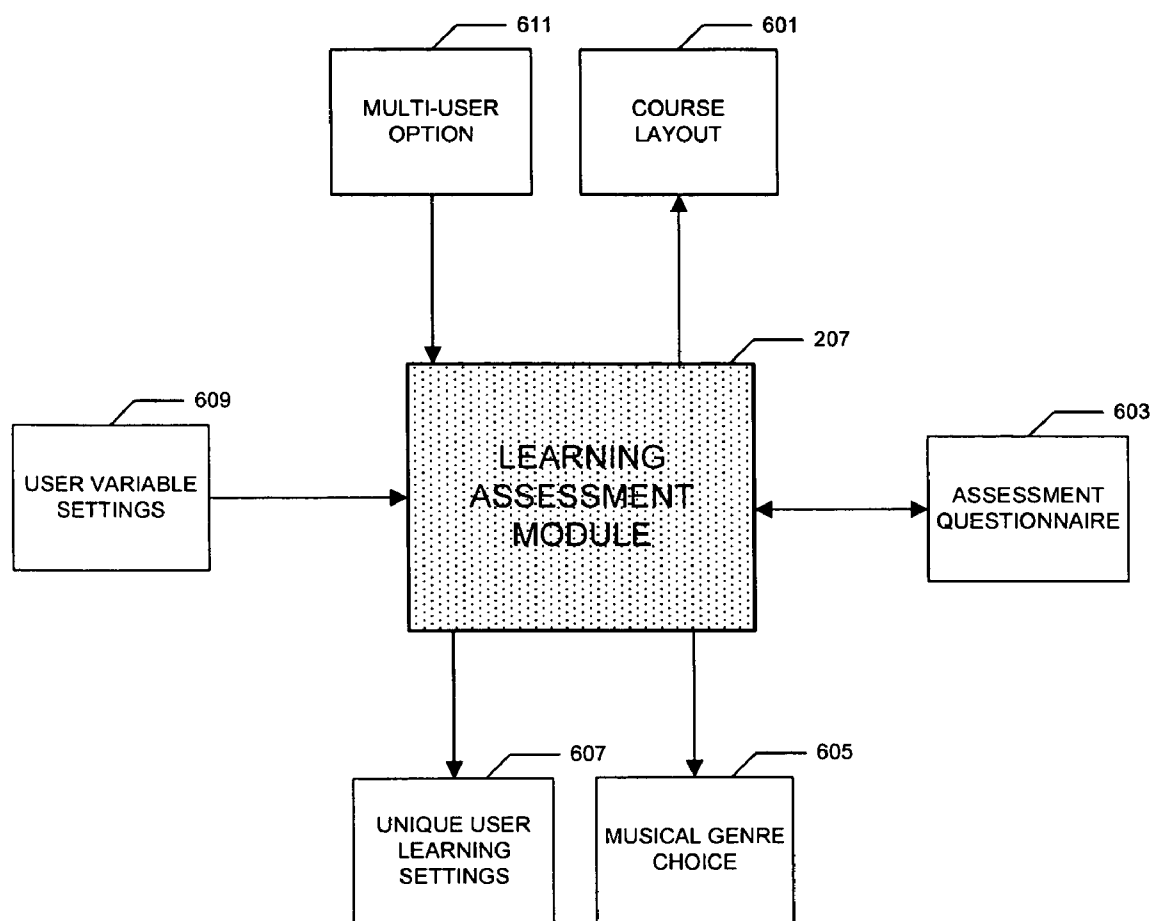 611
MULTI-USER
OPTION
601
COURSE
LAYOUT
207
LEARNING
ASSESSMENT
MODULE
609
USER VARIABLE
SETTINGS
603
ASSESSMENT
QUESTIONNAIRE
607
UNIQUE USER
LEARNING
SETTINGS
605
MUSICAL GENRE
CHOICE